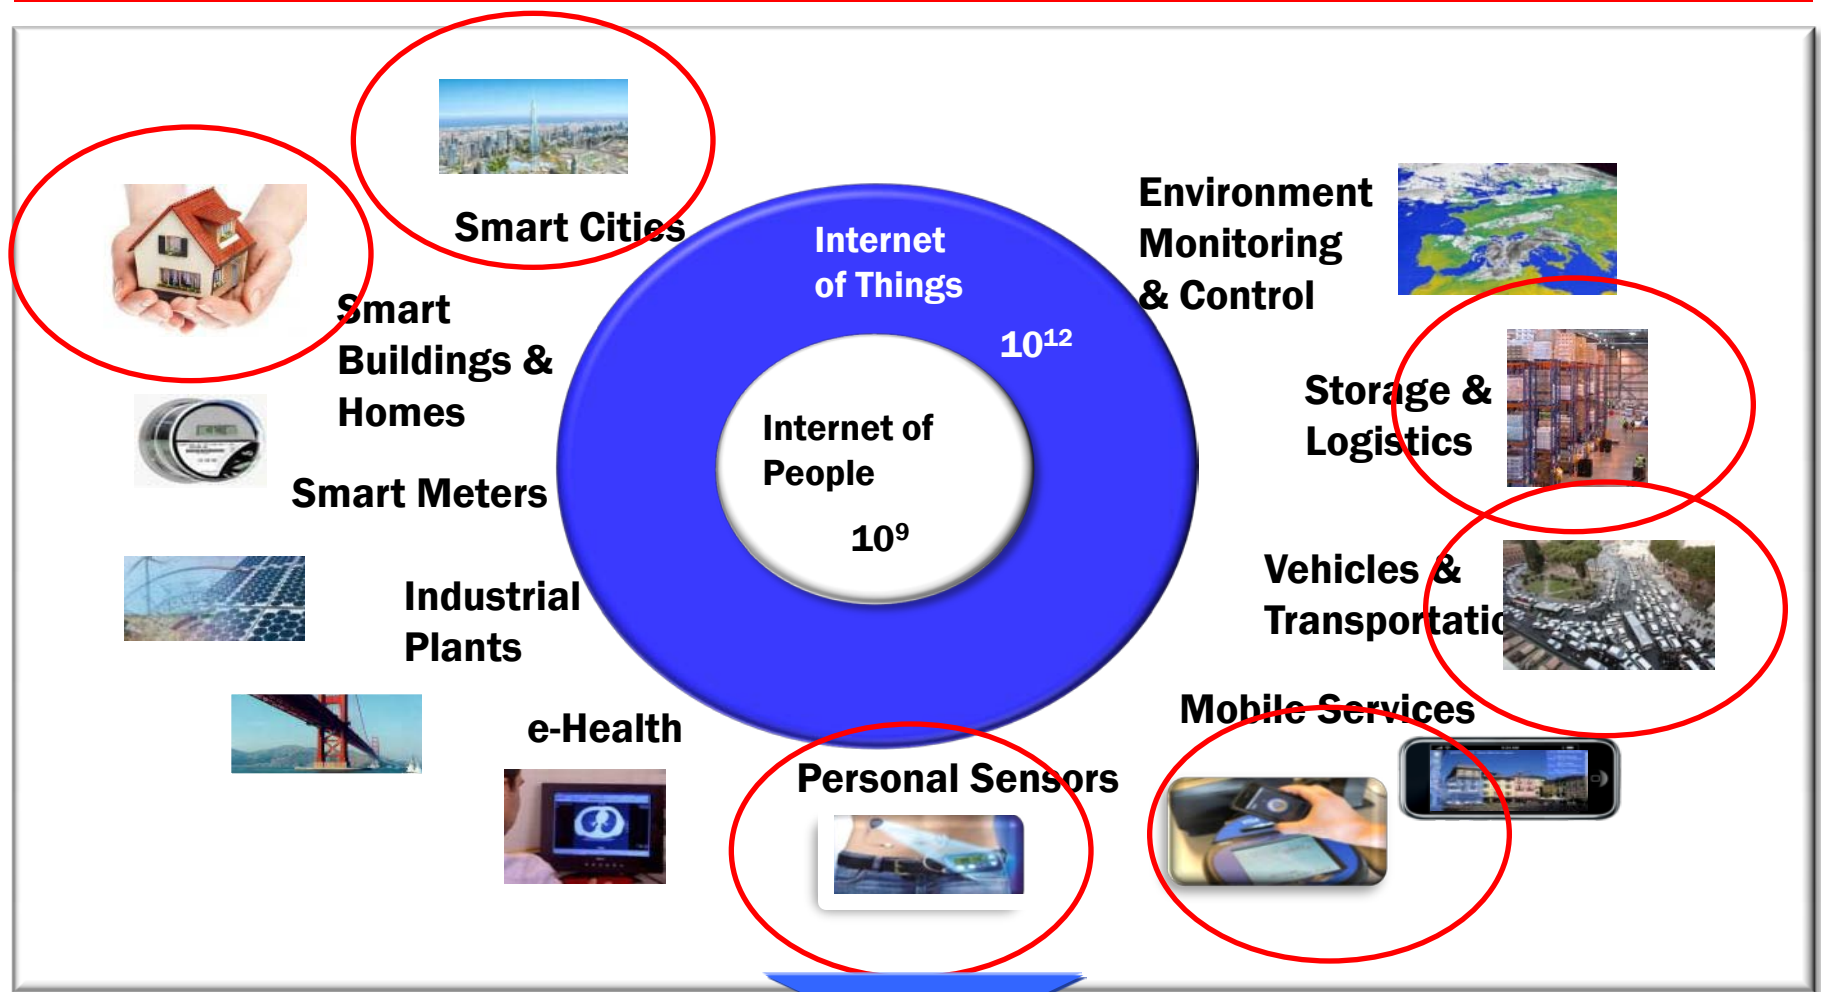 Smart Cities
Smart
Buildings &
Homes
Smart Meters
Industrial
Plants
e-Health
Personal Sensors
Internet
of Things
10¹²
Internet of
People
10⁹
Environment
Monitoring
& Control
Storage &
Logistics
Vehicles &
Transportatio
Mobile Services